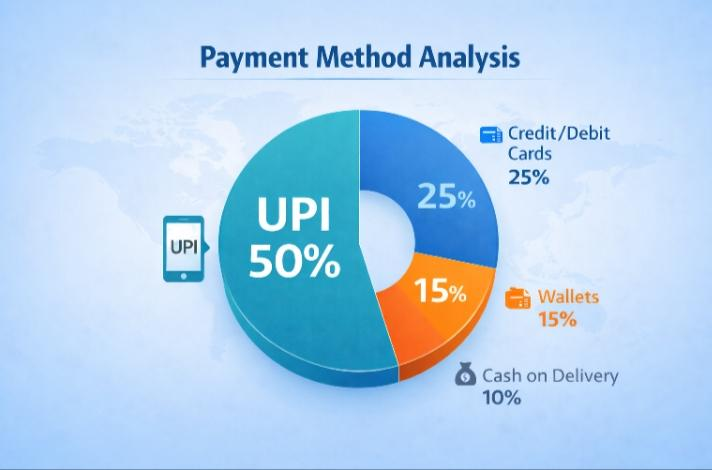 Payment Method Analysis
UPI
50%
UPI
25%
15%
Credit/Debit
Cards
25%
Wallets
15%
Cash on Delivery
10%